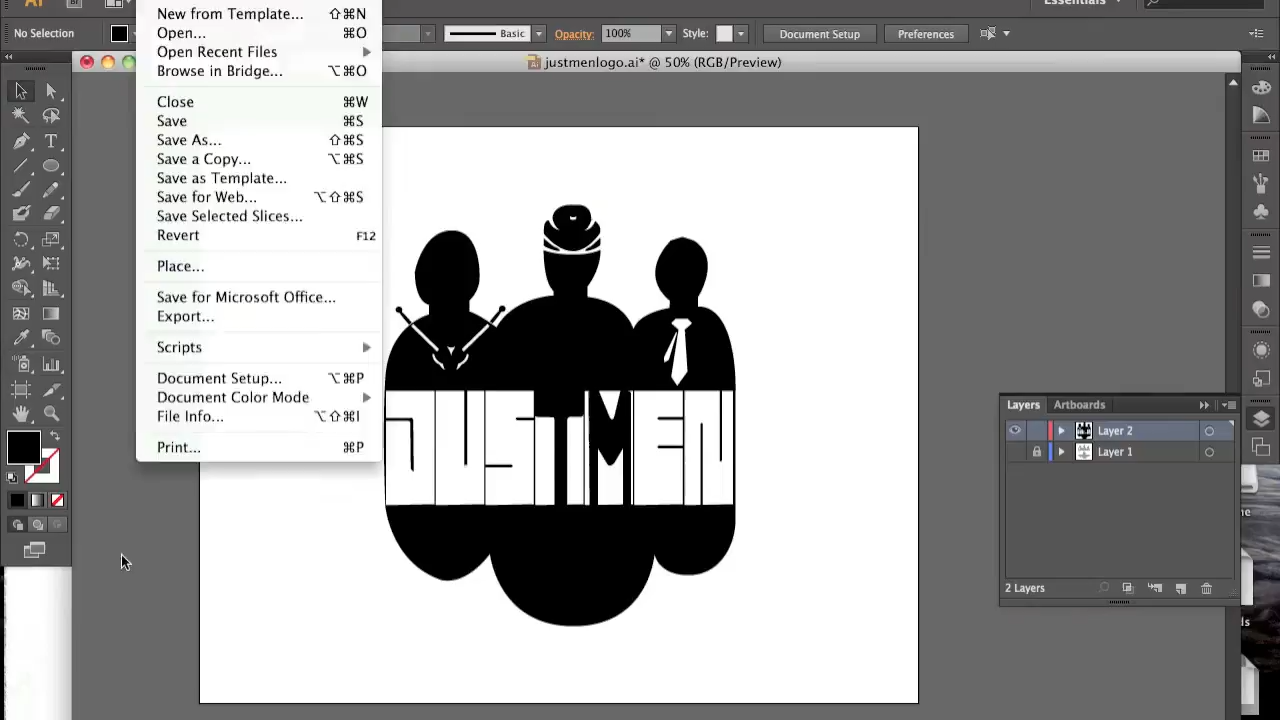 Ai
Essentials
No Selection
Basic
Opacity:
100%
Style:
Document Setup
Preferences
justmenlogo.ai* @ 50% (RGB/Preview)
New from Template... ⇧⌘N
Open... ⌘O
Open Recent Files
Browse in Bridge... ⌥⌘O
Close ⌘W
Save ⌘S
Save As... ⇧⌘S
Save a Copy... ⌥⌘S
Save as Template...
Save for Web... ⌥⇧⌘S
Save Selected Slices...
Revert F12
Place...
Save for Microsoft Office...
Export...
Scripts
Document Setup... ⌥⌘P
Document Color Mode
File Info... ⌥⇧⌘I
Print... ⌘P
JUSTMEN
Layers Artboards
Layer 2
Layer 1
2 Layers